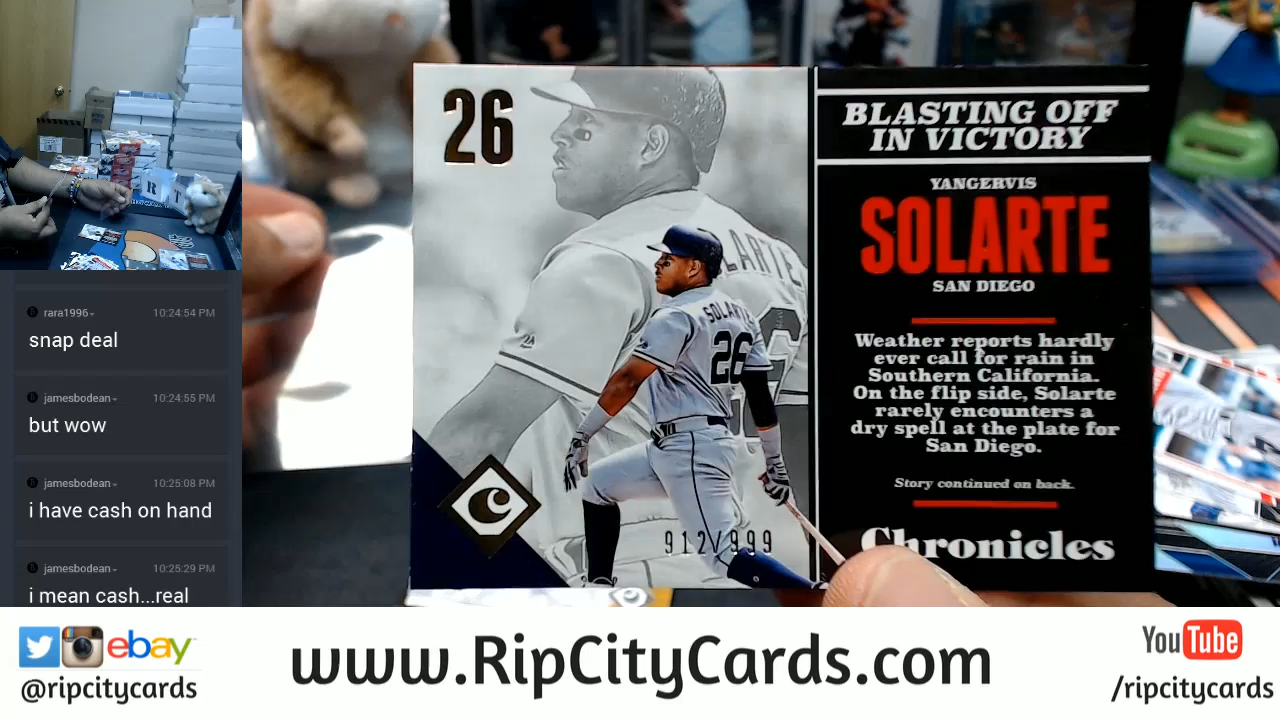 rara1996
10:24:54 PM
snap deal
jamesbodean
10:24:55 PM
but wow
jamesbodean
10:25:08 PM
i have cash on hand
jamesbodean
10:25:29 PM
i mean cash...real
R
T
26
SOLARTE
26
C
912/999
BLASTING OFF
IN VICTORY
YANGERVIS
SOLARTE
SAN DIEGO
Weather reports hardly
ever call for rain in
Southern California.
On the flip side, Solarte
rarely encounters a
dry spell at the plate for
San Diego.
Story continued on back.
Chronicles
ebay
@ripcitycards
www.RipCityCards.com
YouTube
/ripcitycards